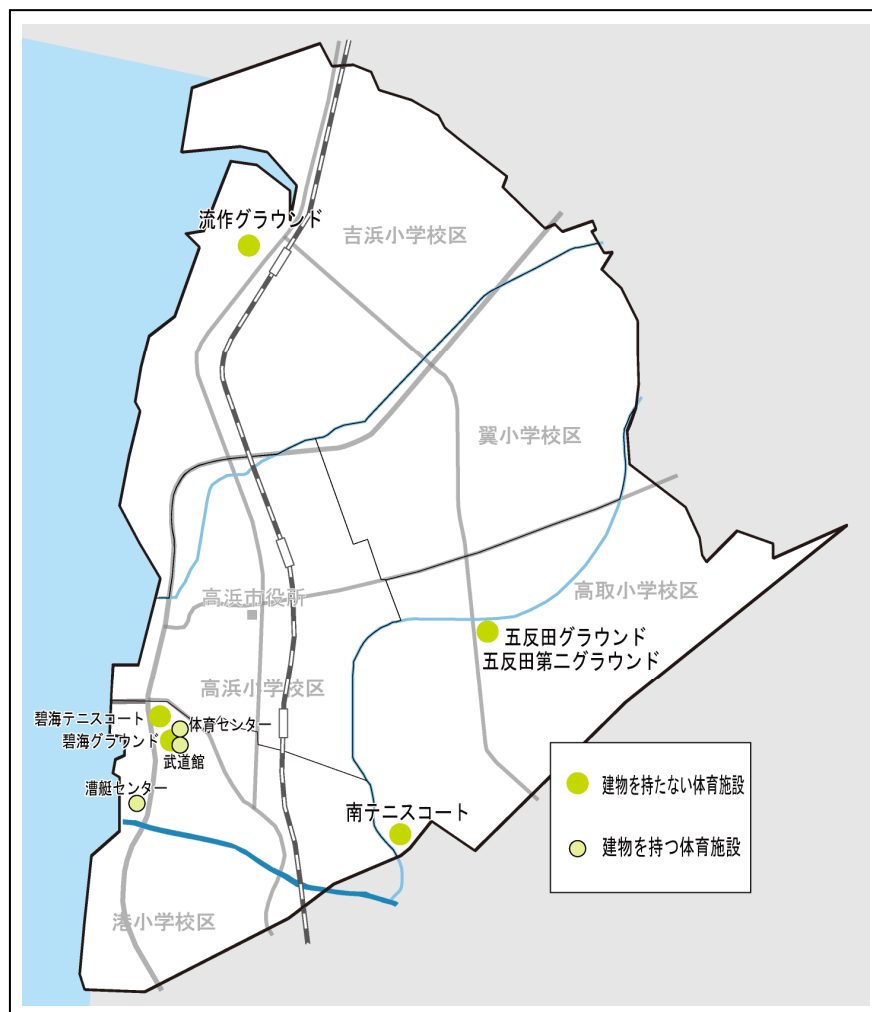 流作グラウンド
吉浜小学校区
翼小学校区
高浜市役所
高取小学校区
五反田グラウンド
五反田第二グラウンド
高浜小学校区
碧海テニスコート
体育センター
碧海グラウンド
武道館
漕艇センター
南テニスコート
港小学校区
建物を持たない体育施設
建物を持つ体育施設